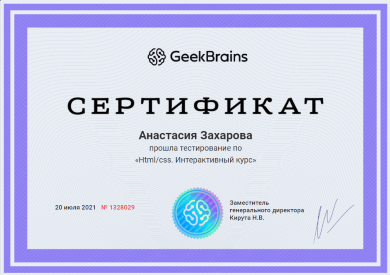 GeekBrains
СЕРТИФИКАТ
Анастасия Захарова
прошла тестирование по
«Html/css. Интерактивный курс»
20 июля 2021 № 1328029
Заместитель
генерального директора
Кирута Н.В.